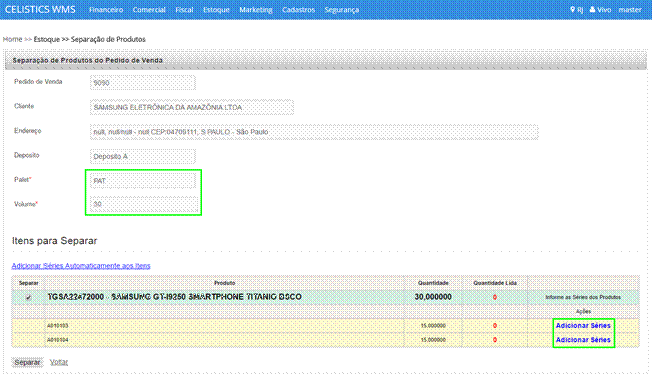 CELISTICS WMS Financeiro Comercial Fiscal Estoque Marketing Cadastros Segurança RJ Vivo master
Home >> Estoque >> Separação de Produtos
Separação de Produtos do Pedido de Venda
Pedido de Venda 9090
Cliente SAMSUNG ELETRÔNICA DA AMAZÔNIA LTDA
Endereço null, null/null - null CEP:04705111, S PAULO - São Paulo
Deposito Deposito A
Palet* PAT
Volume* 30
Itens para Separar
Adicionar Séries Automaticamente aos Itens
Separar Produto Quantidade Quantidade Lida
TGSA22472000 - SAMSUNG GT-I9250 SMARTPHONE TITANIO DSCO 30,000000 0 Informe as Séries dos Produtos
Ações
A010103 15,000000 0 Adicionar Séries
A010104 15,000000 0 Adicionar Séries
Separar Voltar